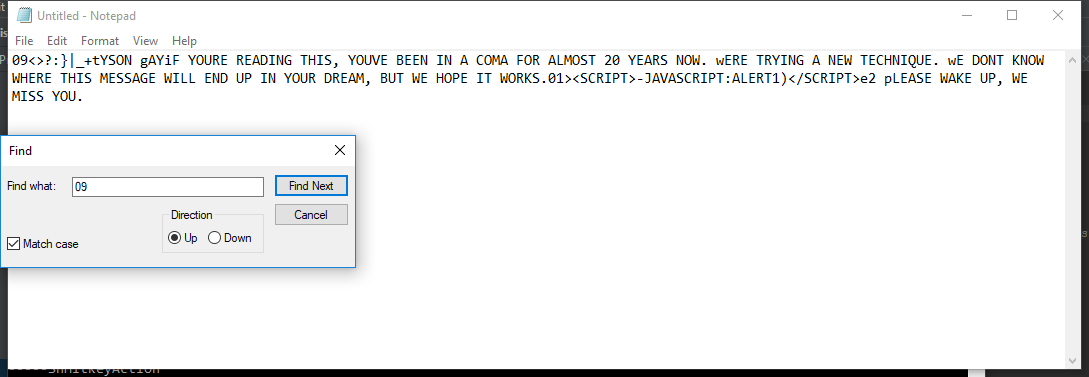 Untitled - Notepad
File Edit Format View Help
09<>?:}|_+tYSON gAYiF YOURE READING THIS, YOUVE BEEN IN A COMA FOR ALMOST 20 YEARS NOW. wERE TRYING A NEW TECHNIQUE. wE DONT KNOW
WHERE THIS MESSAGE WILL END UP IN YOUR DREAM, BUT WE HOPE IT WORKS.01><SCRIPT>-JAVASCRIPT:ALERT1)</SCRIPT>e2 pLEASE WAKE UP, WE
MISS YOU.
Find
Find what: 09 Find Next
Direction Cancel
Match case Up Down